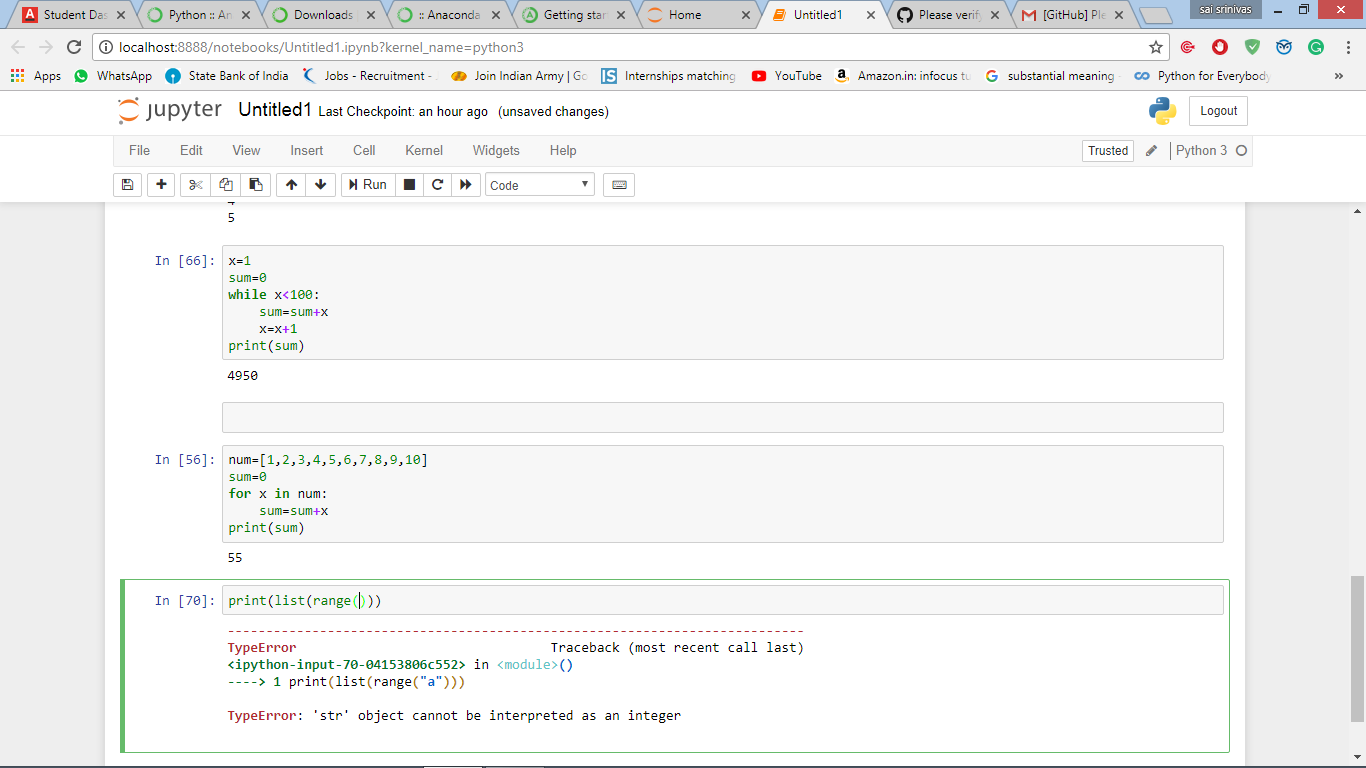 Student Das
Python :: An
Downloads
:: Anaconda
Getting star
Home
Untitled1
Please verify
[GitHub] Ple
sai srinivas
localhost:8888/notebooks/Untitled1.ipynb?kernel_name=python3
Apps
WhatsApp
State Bank of India
Jobs - Recruitment -
Join Indian Army | Go
Internships matching
YouTube
Amazon.in: infocus tu
substantial meaning
Python for Everybody
»
jupyter Untitled1 Last Checkpoint: an hour ago (unsaved changes)
Logout
File Edit View Insert Cell Kernel Widgets Help
Trusted
Python 3
Run
Code
4
5
In [66]:
x=1
sum=0
while x<100:
    sum=sum+x
    x=x+1
print(sum)
4950
In [56]:
num=[1,2,3,4,5,6,7,8,9,10]
sum=0
for x in num:
    sum=sum+x
print(sum)
55
In [70]:
print(list(range()))
---------------------------------------------------------------------------
TypeError                                 Traceback (most recent call last)
<ipython-input-70-04153806c552> in <module>()
----> 1 print(list(range("a")))
TypeError: 'str' object cannot be interpreted as an integer